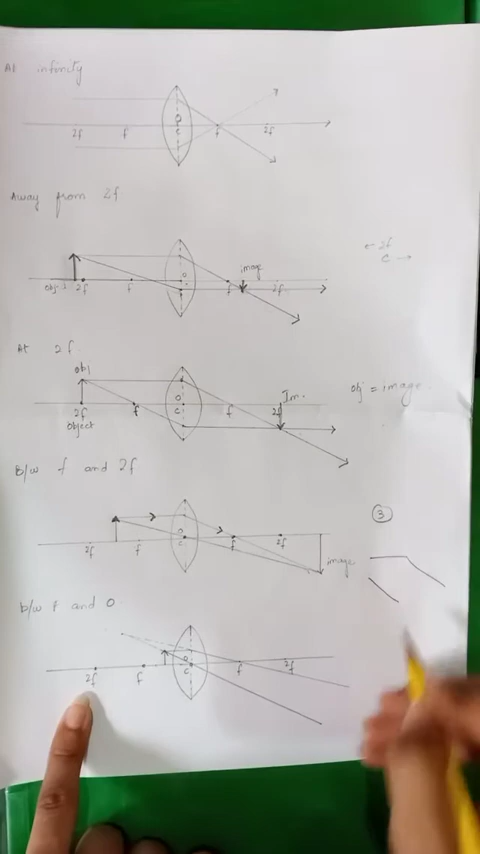 At infinity
O
2f f c f 2f
Away from 2f
← 2f
c →
image
O
2f f f 2f
At 2f
obj
Im.
obj = image
O
2f f c f 2f
object
B/w f and 2f
3
O
2f f c f 2f image
b/w f and O
2f f c f 2f